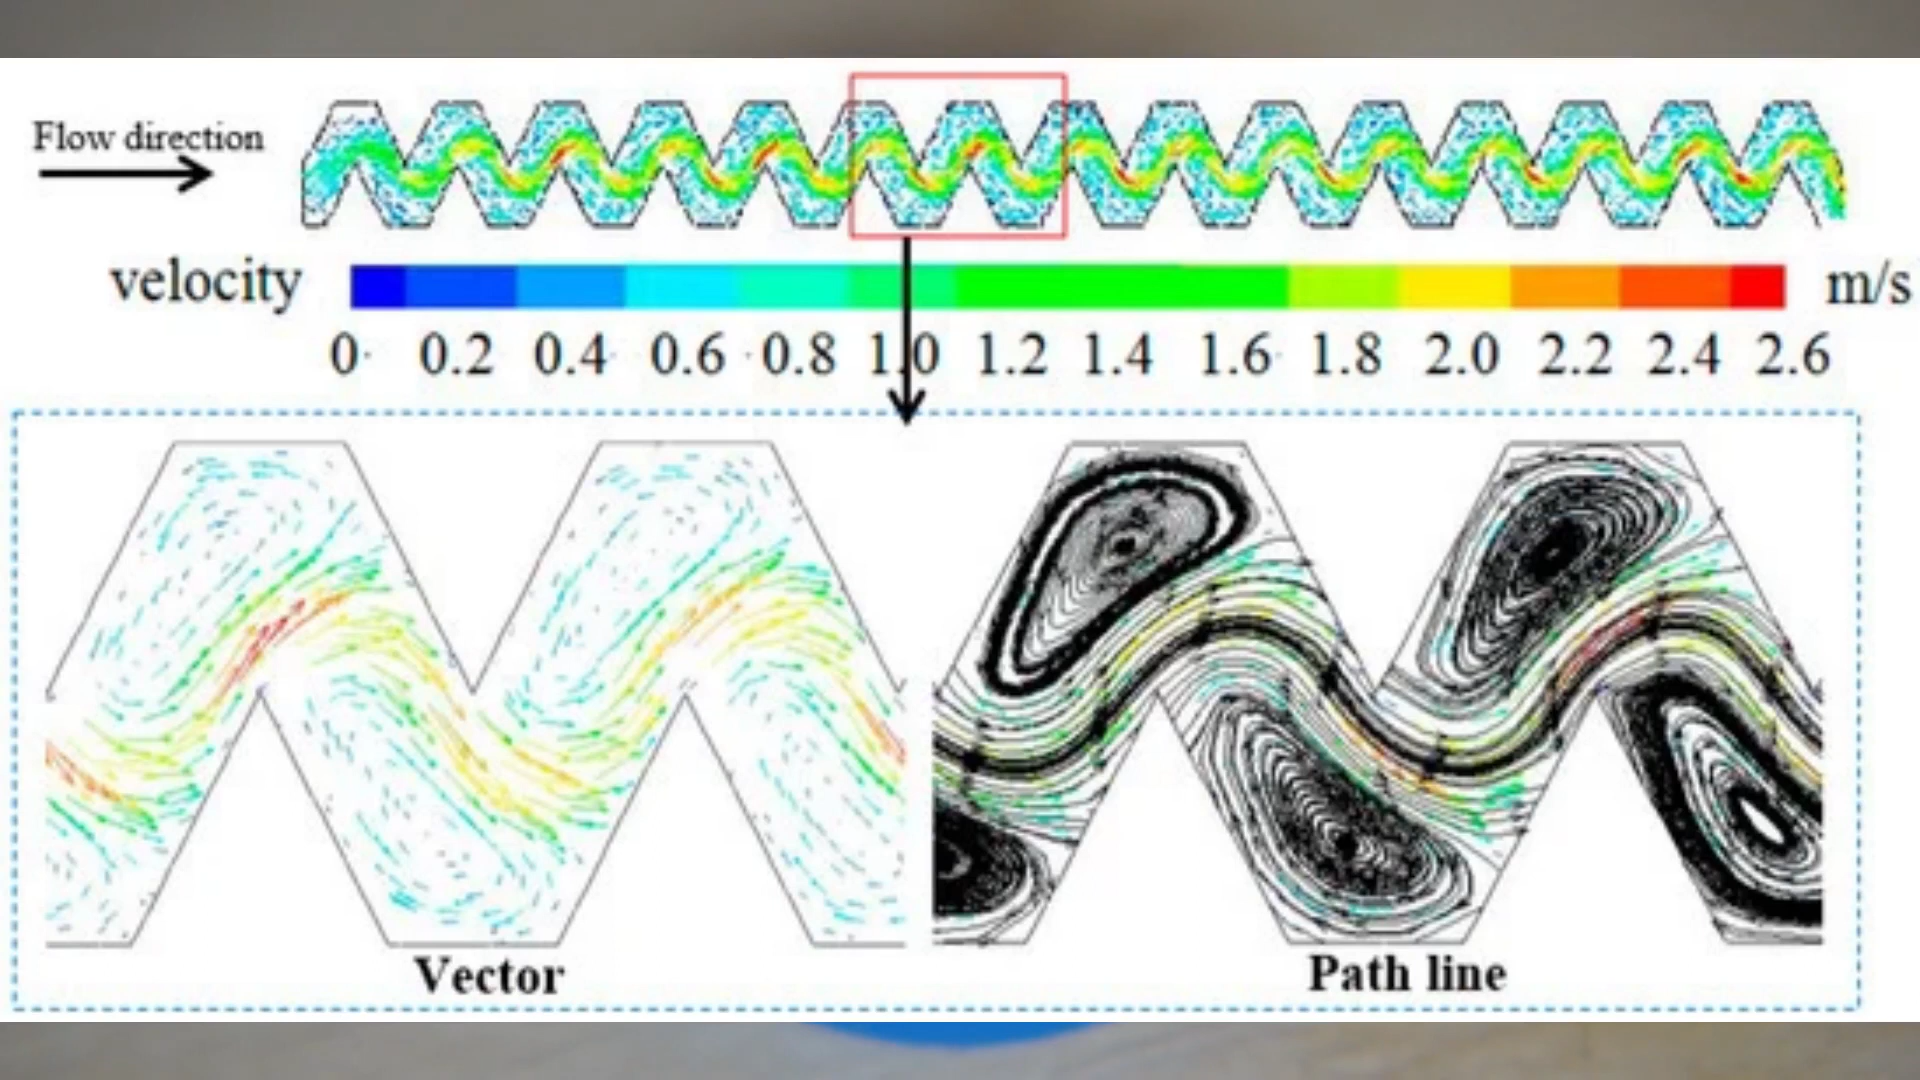 Flow direction
velocity
m/s
0 0.2 0.4 0.6 0.8 1.0 1.2 1.4 1.6 1.8 2.0 2.2 2.4 2.6
Vector
Path line